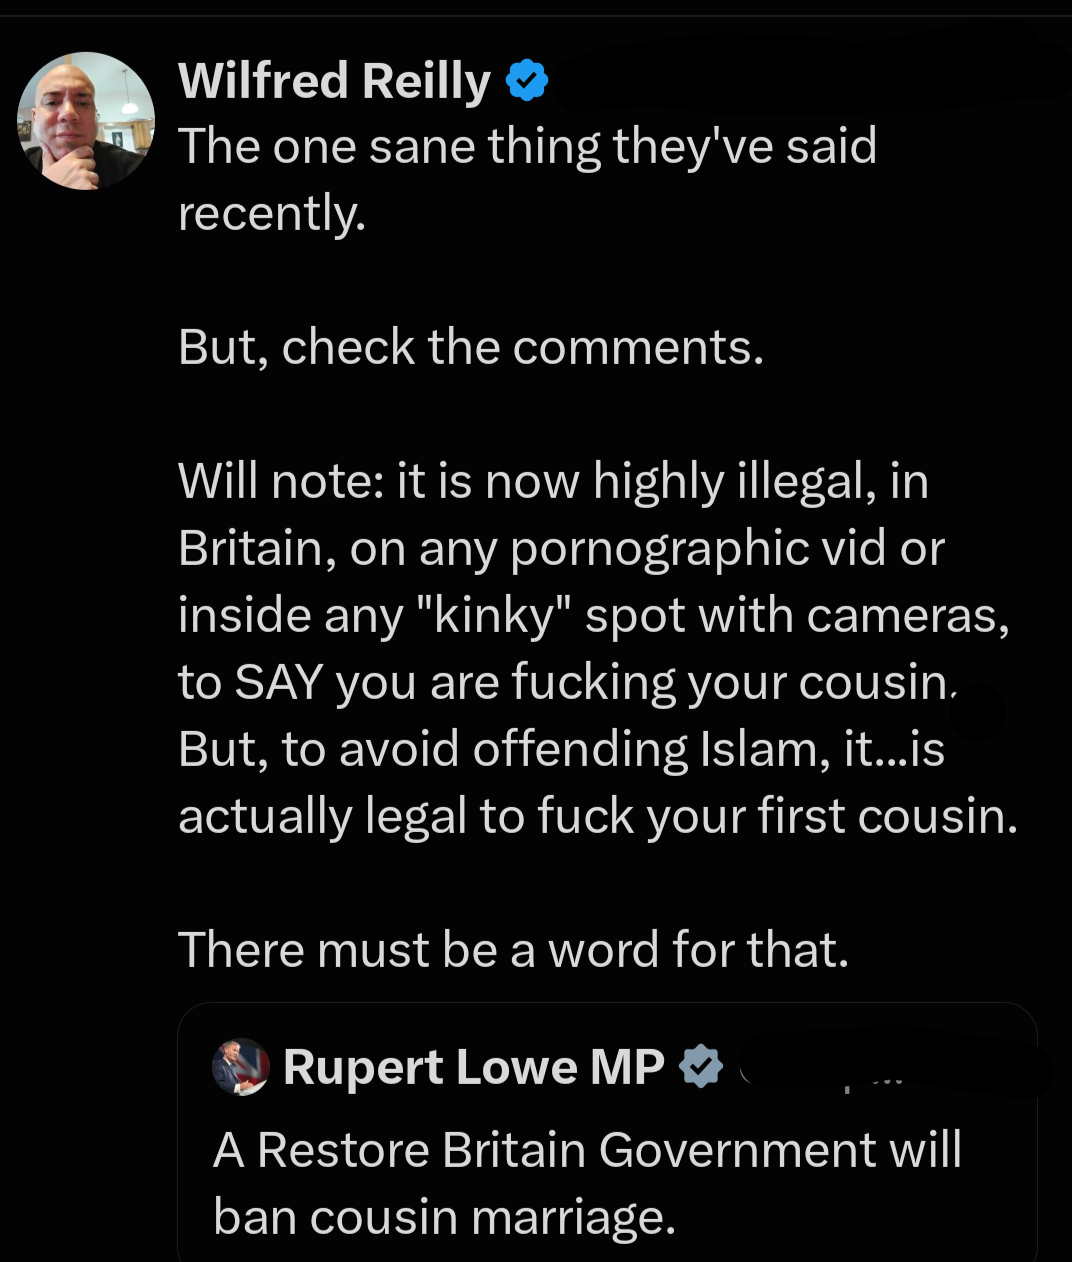 Wilfred Reilly
The one sane thing they've said
recently.
But, check the comments.
Will note: it is now highly illegal, in
Britain, on any pornographic vid or
inside any "kinky" spot with cameras,
to SAY you are fucking your cousin.
But, to avoid offending Islam, it...is
actually legal to fuck your first cousin.
There must be a word for that.
Rupert Lowe MP
A Restore Britain Government will
ban cousin marriage.